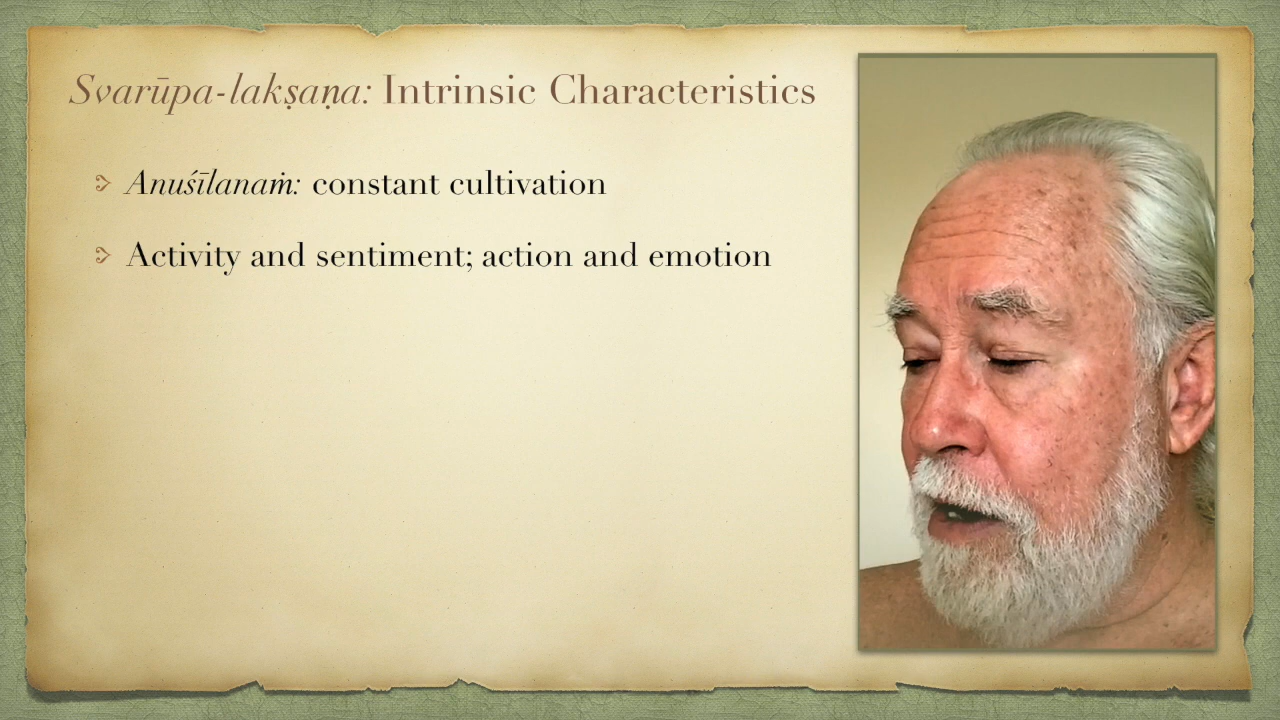 Svarūpa-lakṣaṇa: Intrinsic Characteristics
Anuśīlanaṁ: constant cultivation
Activity and sentiment; action and emotion